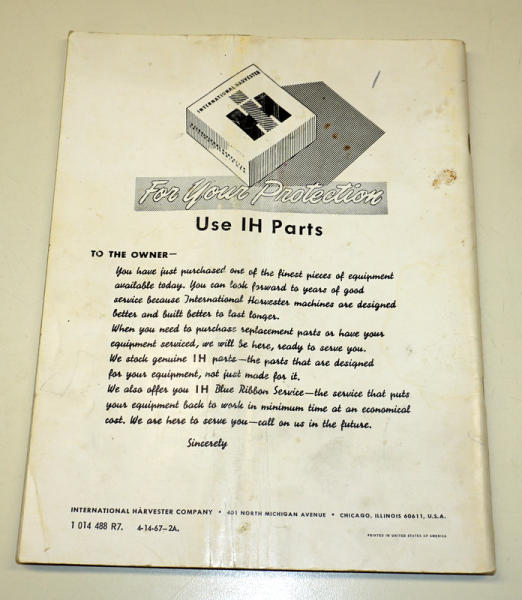 INTERNATIONAL HARVESTER
IH
For Your Protection
Use IH Parts
TO THE OWNER—
You have just purchased one of the finest pieces of equipment
available today. You can look forward to years of good
service because International Harvester machines are designed
better and built better to last longer.
When you need to purchase replacement parts or have your
equipment serviced, we will be here, ready to serve you.
We stock genuine IH parts—the parts that are designed
for your equipment, not just made for it.
We also offer you IH Blue Ribbon Service—the service that puts
your equipment back to work in minimum time at an economical
cost. We are here to serve you—call on us in the future.
Sincerely
INTERNATIONAL HARVESTER COMPANY • 401 NORTH MICHIGAN AVENUE • CHICAGO, ILLINOIS 60611, U.S.A.
1 014 488 R7. 4-14-67-2A.
PRINTED IN UNITED STATES OF AMERICA